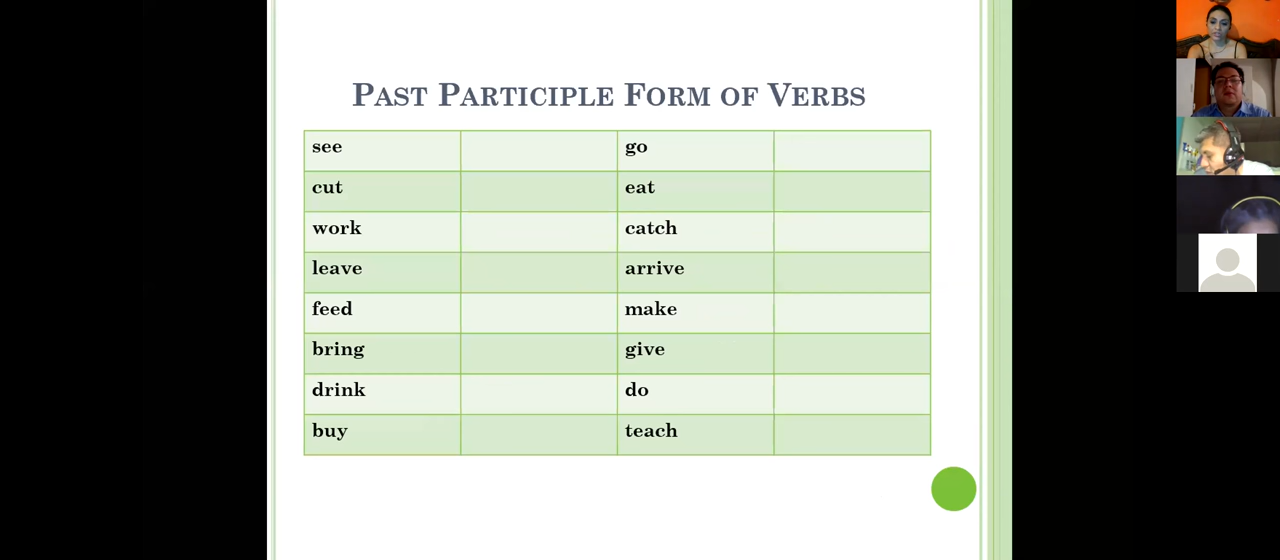 Past Participle Form of Verbs
see go
cut eat
work catch
leave arrive
feed make
bring give
drink do
buy teach